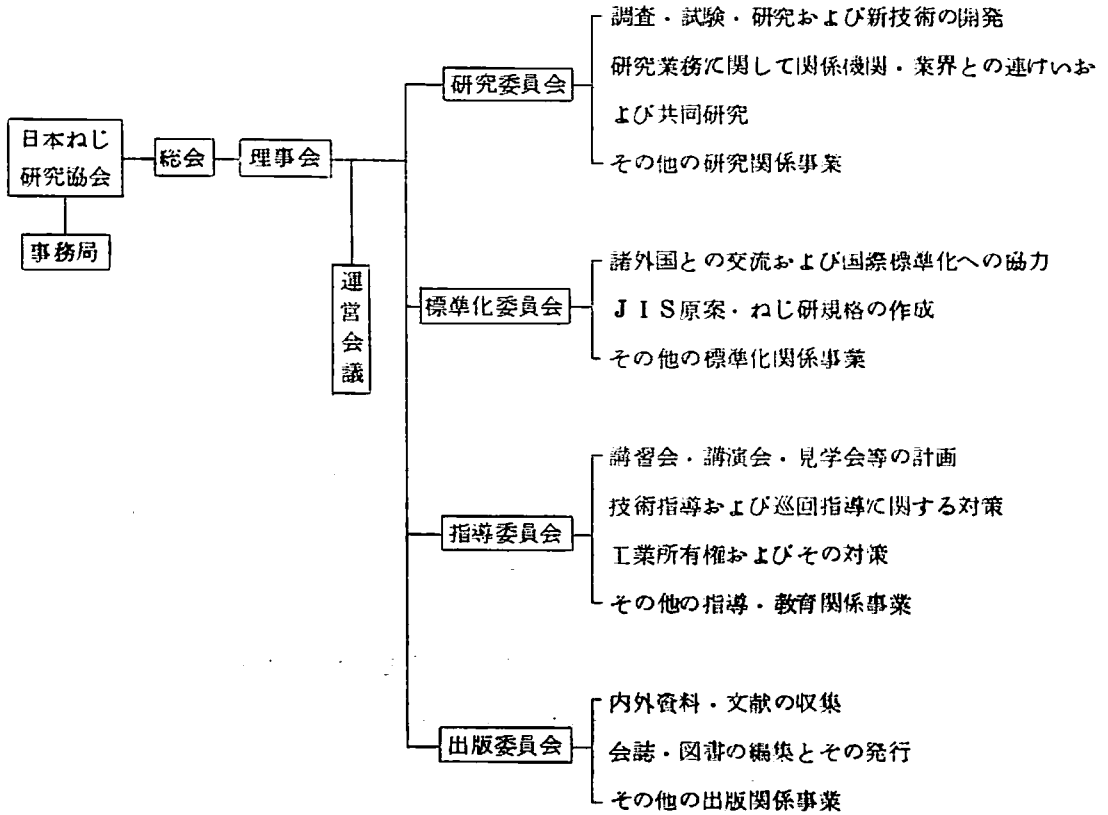 日本ねじ
研究協会
事務局
総会
理事会
運営会議
研究委員会
調査・試験・研究および新技術の開発
研究業務に関して関係機関・業界との連けいお
よび共同研究
その他の研究関係事業
標準化委員会
諸外国との交流および国際標準化への協力
JIS原案・ねじ研規格の作成
その他の標準化関係事業
指導委員会
講習会・講演会・見学会等の計画
技術指導および巡回指導に関する対策
工業所有権およびその対策
その他の指導・教育関係事業
出版委員会
内外資料・文献の収集
会誌・図書の編集とその発行
その他の出版関係事業